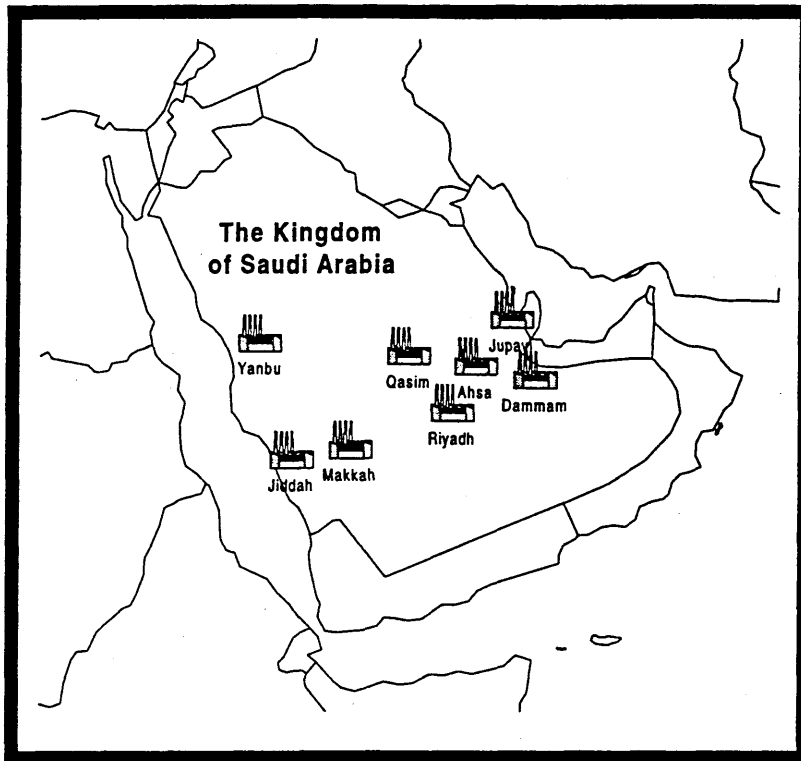 The Kingdom
of Saudi Arabia
Jupay
Yanbu
Qasim
Ahsa
Dammam
Riyadh
Makkah
Jiddah